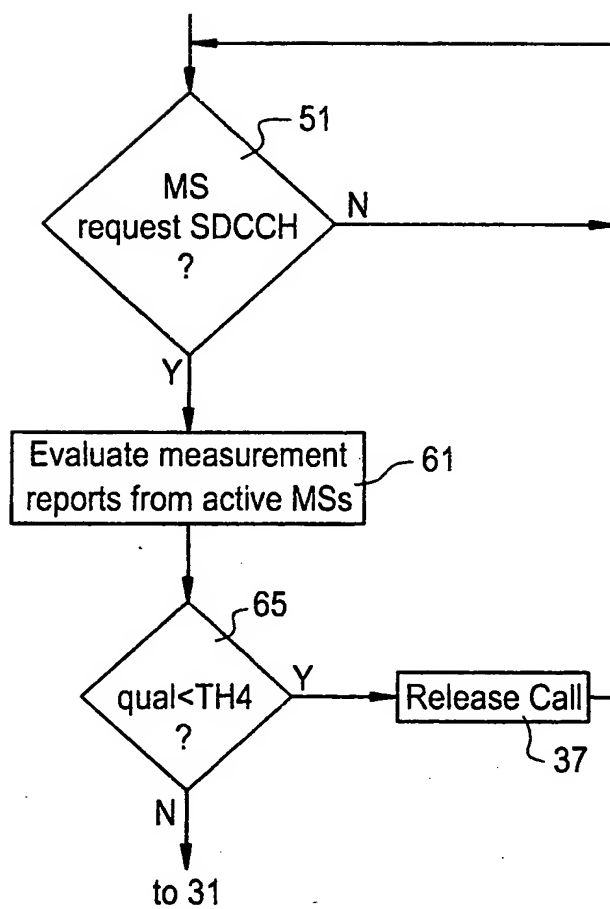 51
MS
request SDCCH
?
N
Y
Evaluate measurement
reports from active MSs
61
65
qual<TH4
?
Y
Release Call
37
N
to 31